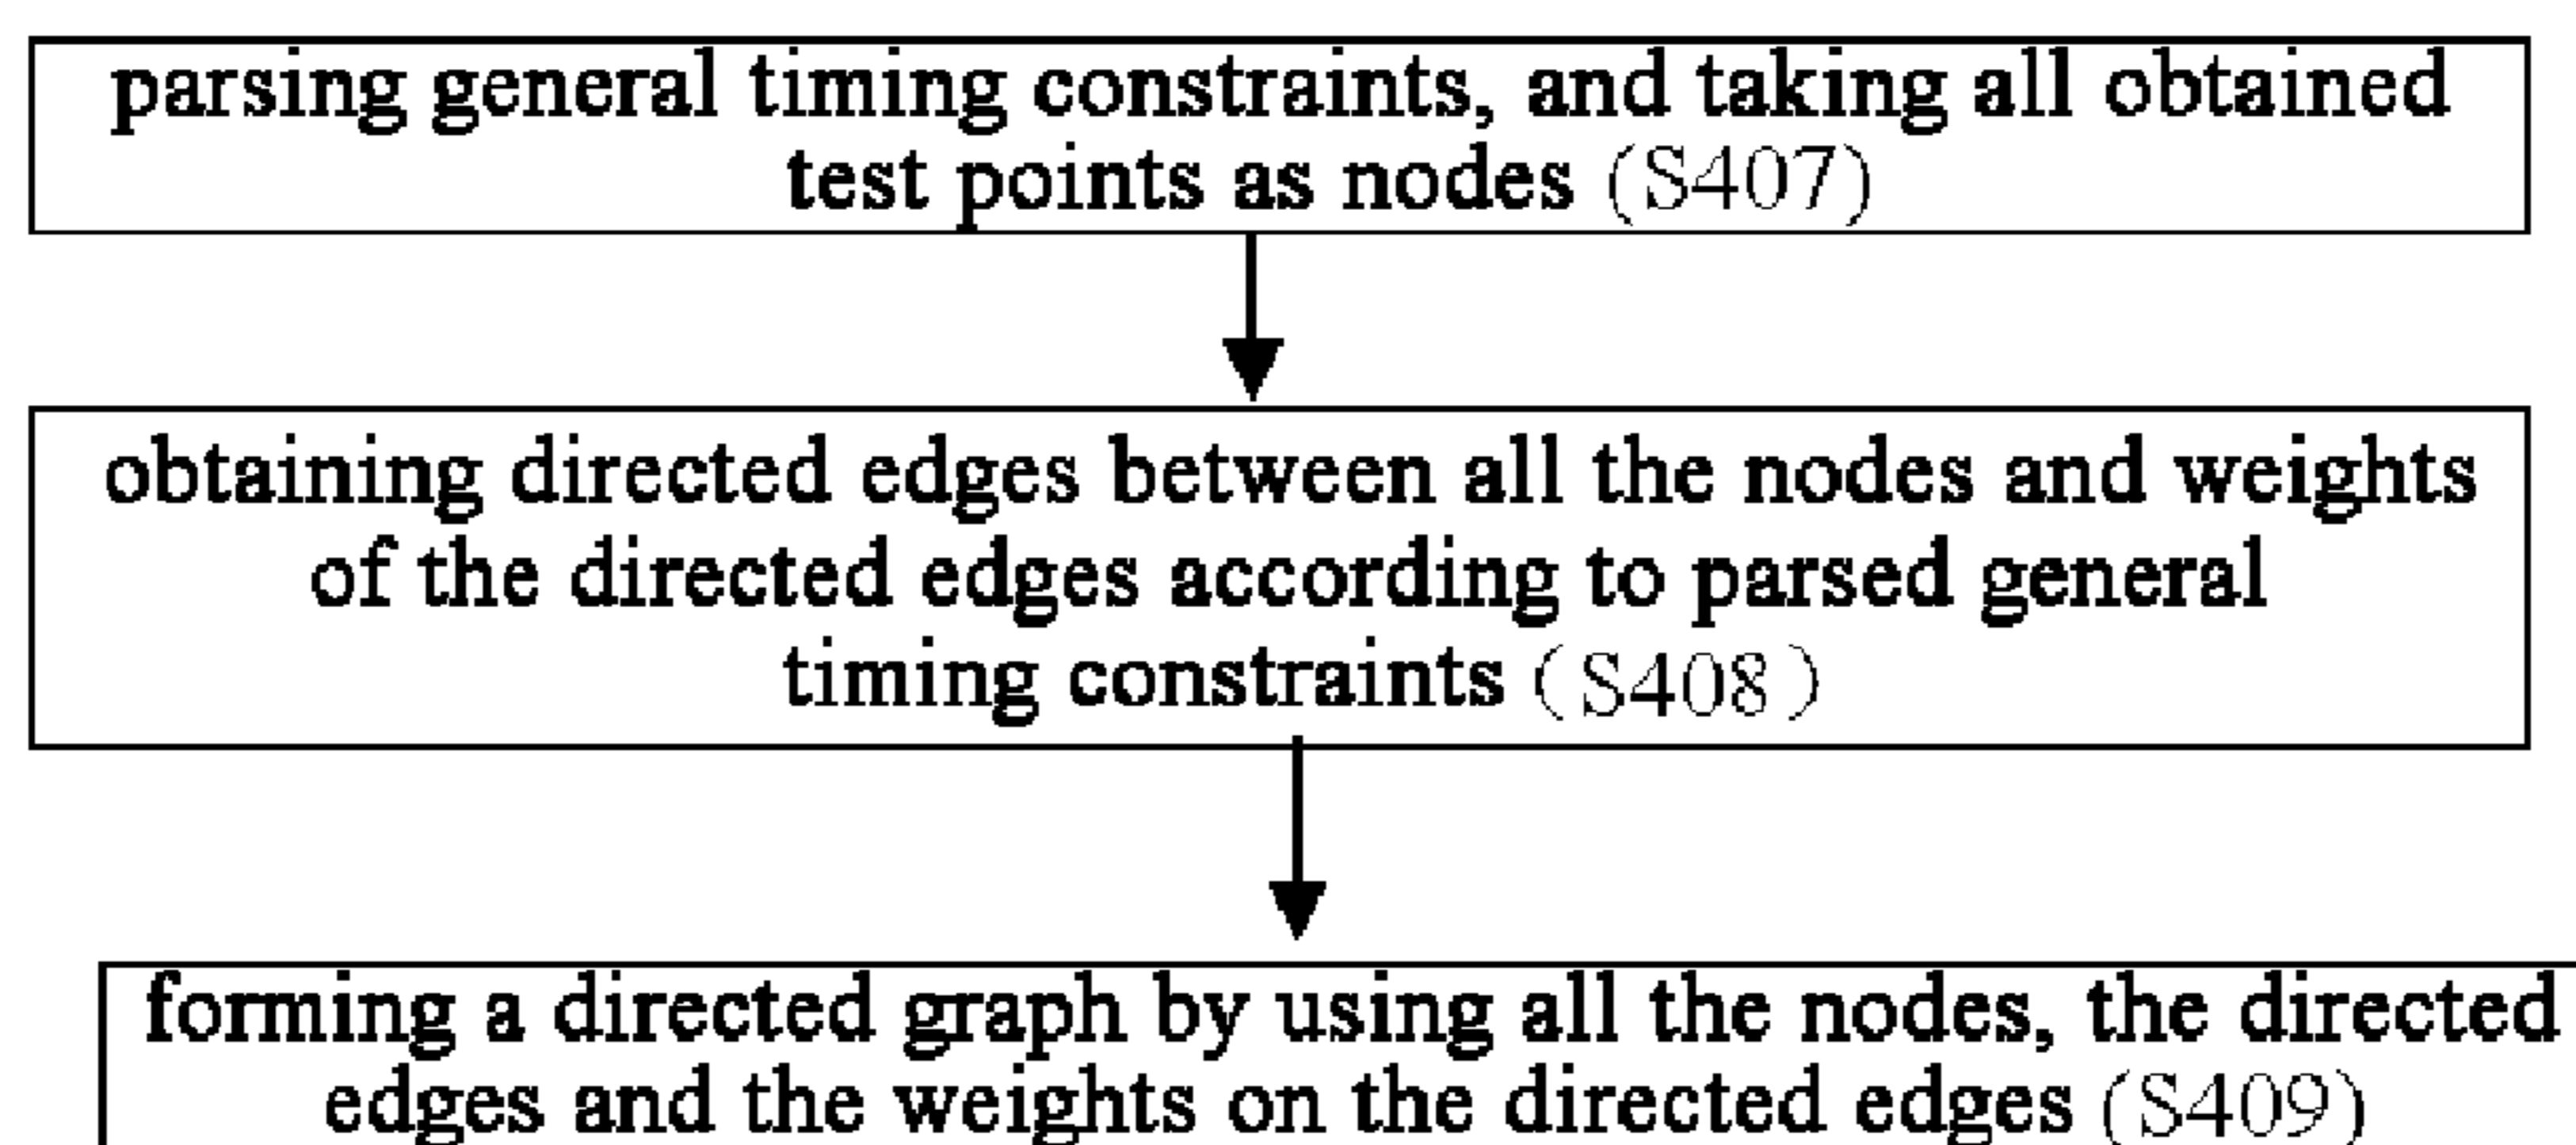 parsing general timing constraints, and taking all obtained
test points as nodes (S407)
obtaining directed edges between all the nodes and weights
of the directed edges according to parsed general
timing constraints (S408)
forming a directed graph by using all the nodes, the directed
edges and the weights on the directed edges (S409)